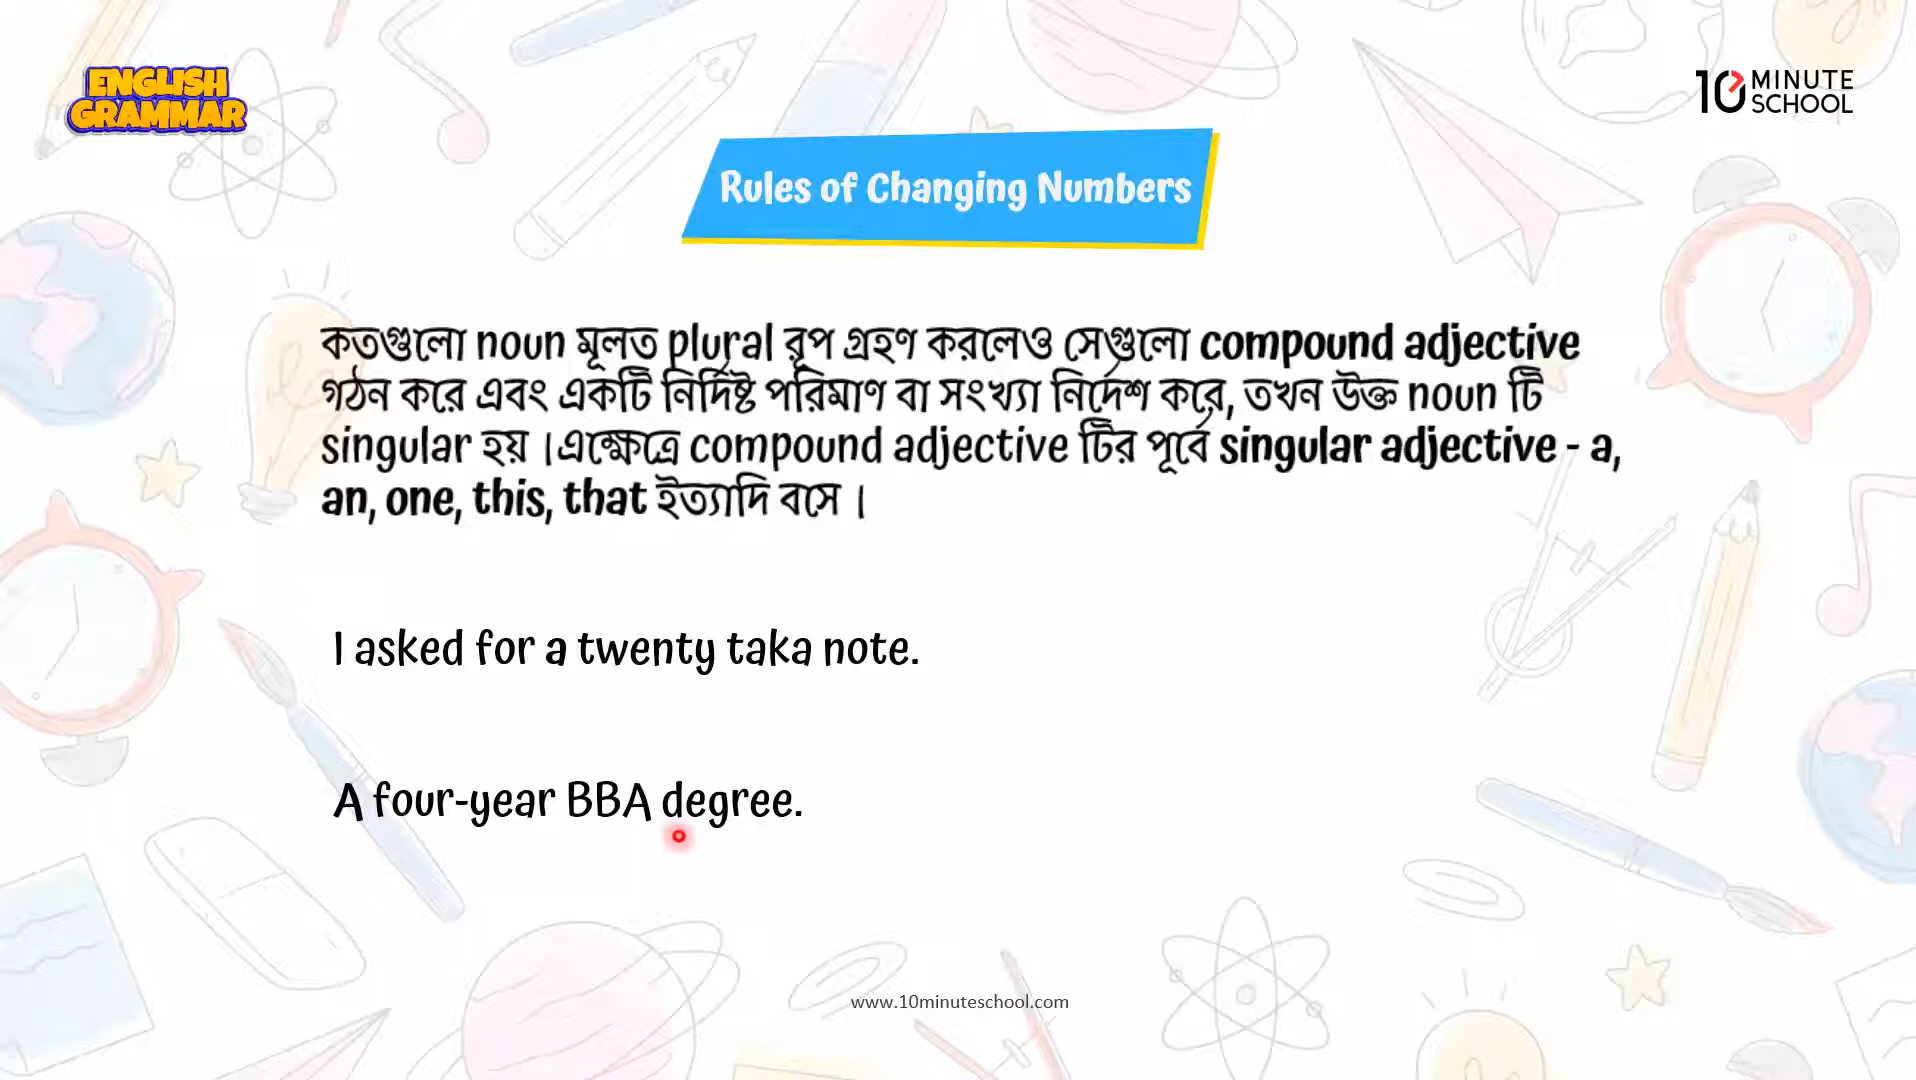 ENGLISH
GRAMMAR
10 MINUTE
SCHOOL
Rules of Changing Numbers
কতগুলো noun মূলত plural রূপ গ্রহণ করলেও সেগুলো compound adjective
গঠন করে এবং একটি নির্দিষ্ট পরিমাণ বা সংখ্যা নির্দেশ করে, তখন উক্ত noun টি
singular হয় ।এক্ষেত্রে compound adjective টির পূর্বে singular adjective - a,
an, one, this, that ইত্যাদি বসে ।
I asked for a twenty taka note.
A four-year BBA degree.
www.10minuteschool.com